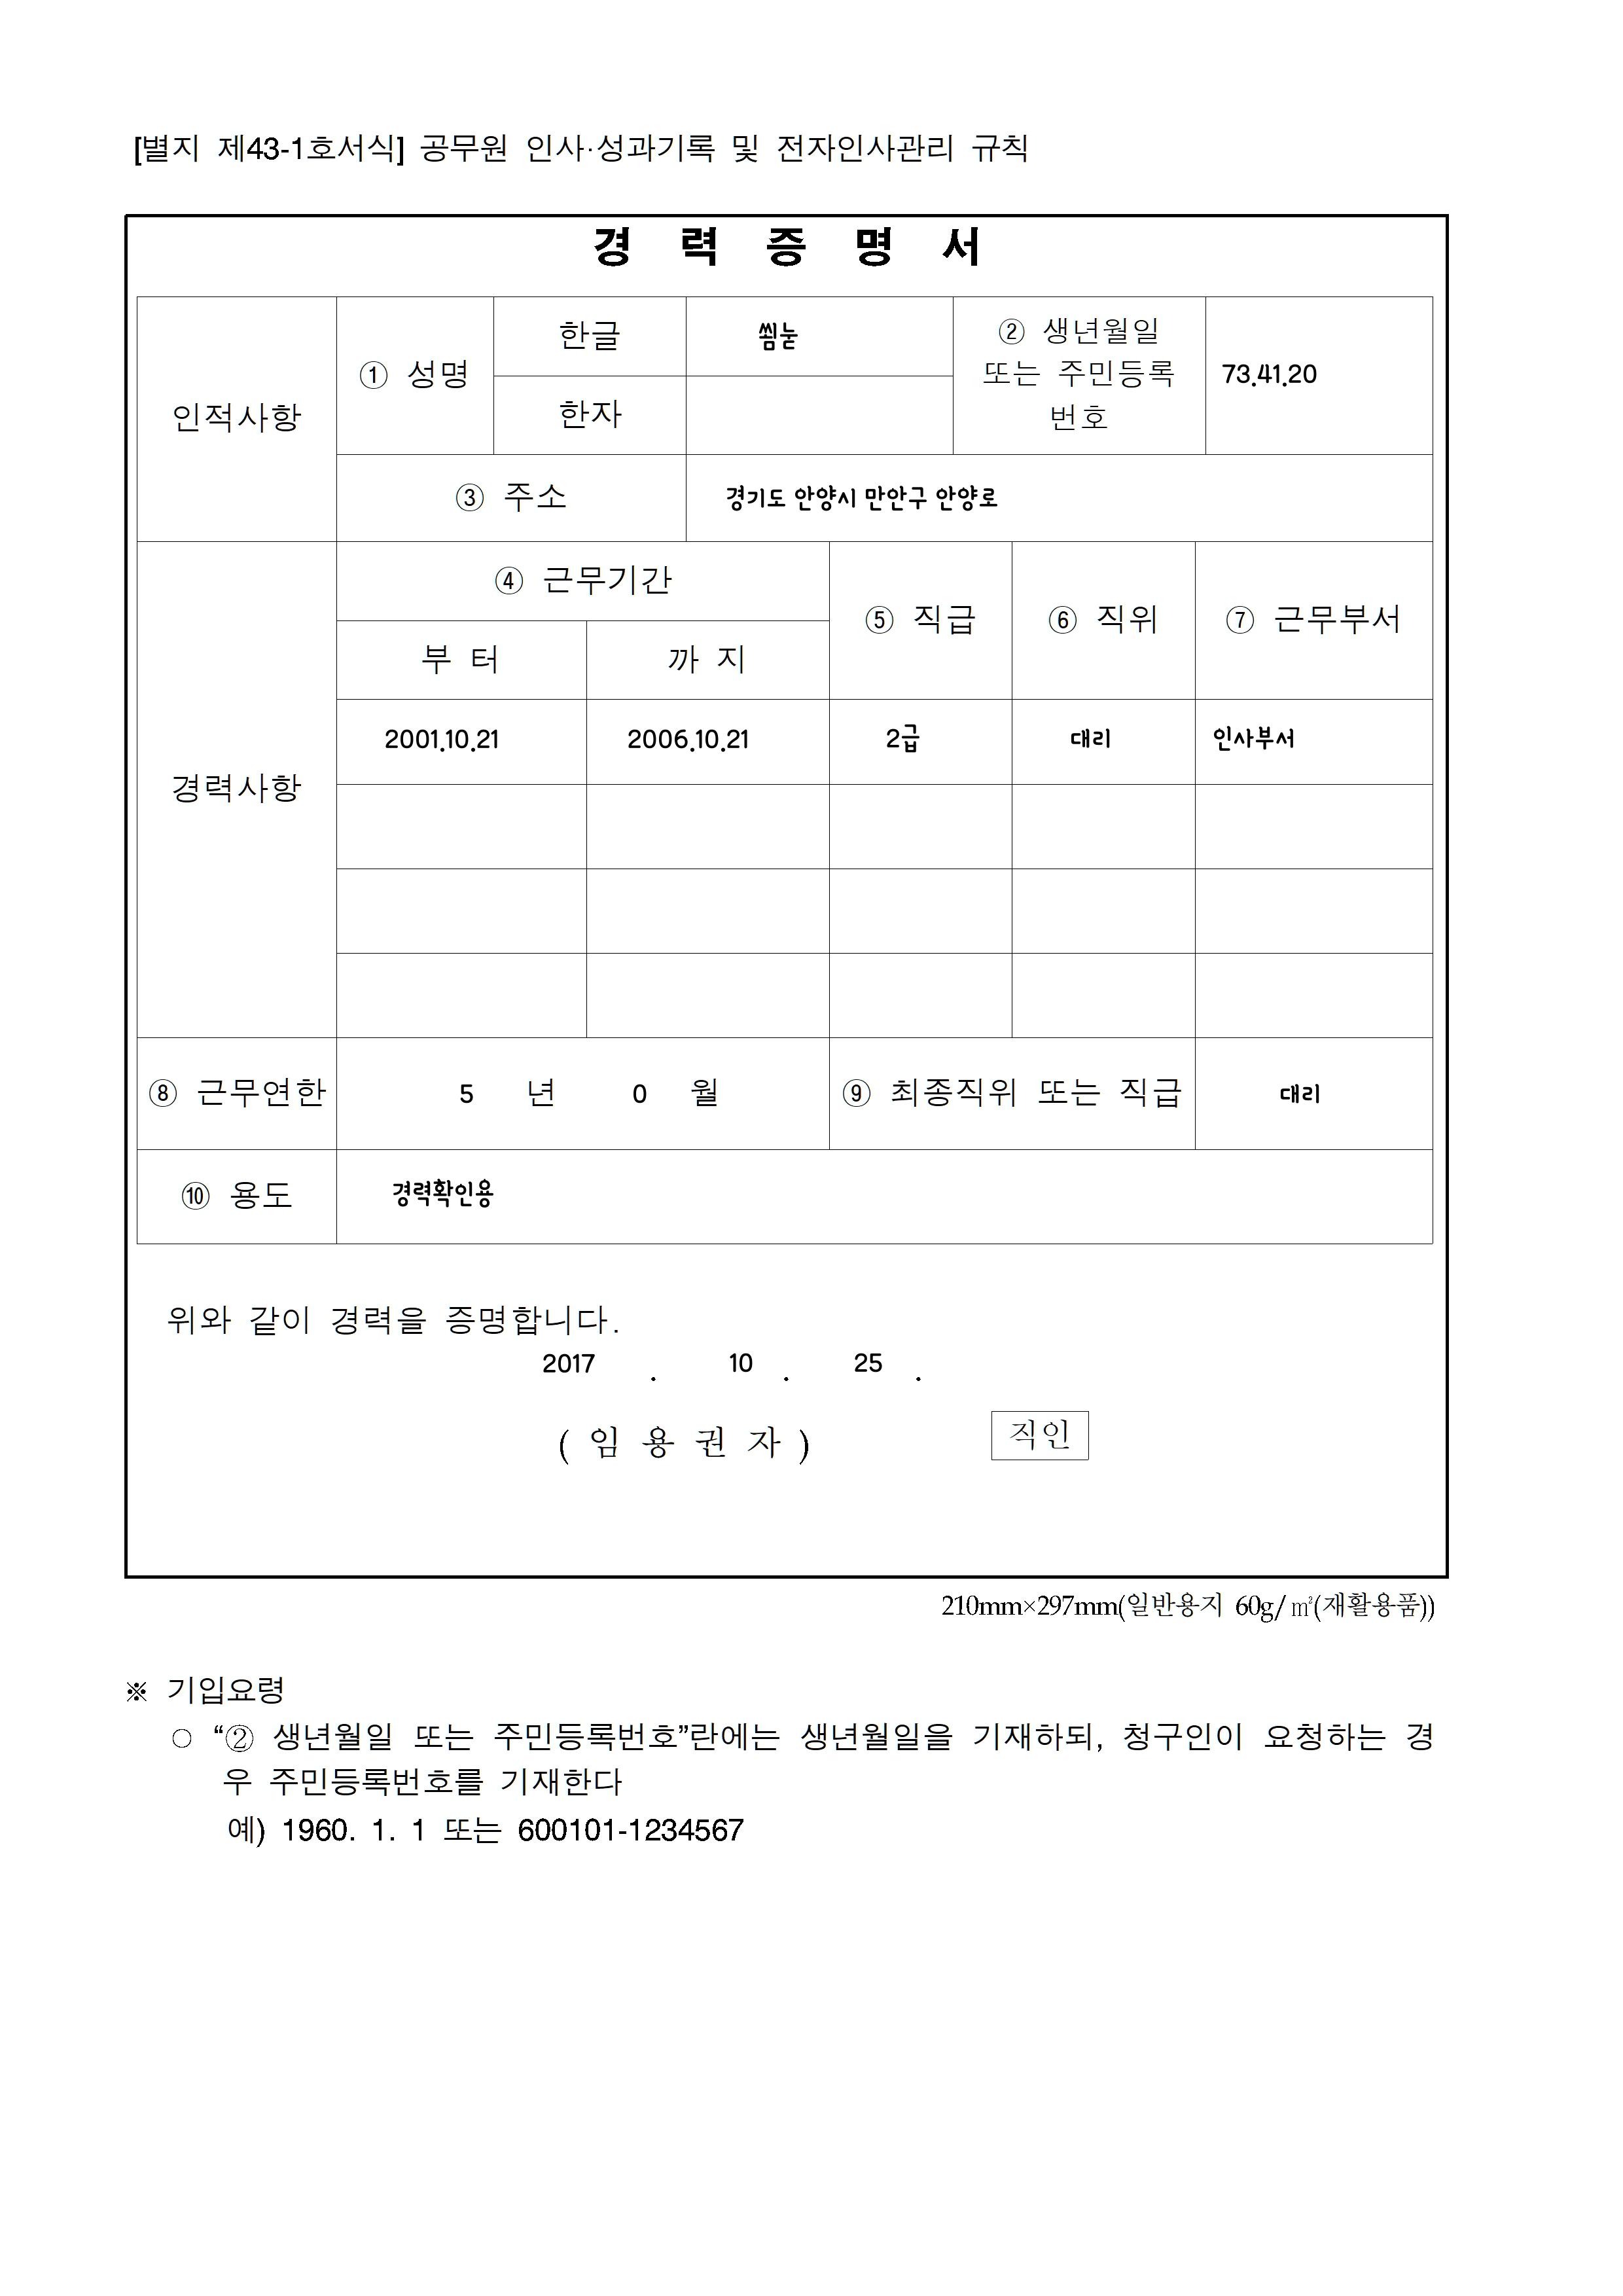 [별지 제43-1호서식] 공무원 인사·성과기록 및 전자인사관리 규칙
경 력 증 명 서
인적사항
① 성명
한글
씸눋
② 생년월일
또는 주민등록
번호
73.41.20
한자
③ 주소
경기도 안양시 만안구 안양로
경력사항
④ 근무기간
⑤ 직급
⑥ 직위
⑦ 근무부서
부 터
까 지
2001.10.21
2006.10.21
2급
대리
인사부서
⑧ 근무연한
5 년 0 월
⑨ 최종직위 또는 직급
대리
⑩ 용도
경력확인용
위와 같이 경력을 증명합니다.
2017 . 10 . 25 .
( 임 용 권 자 )
직인
210mm×297mm(일반용지 60g/㎡(재활용품))
※ 기입요령
○ “② 생년월일 또는 주민등록번호”란에는 생년월일을 기재하되, 청구인이 요청하는 경
우 주민등록번호를 기재한다
예) 1960. 1. 1 또는 600101-1234567